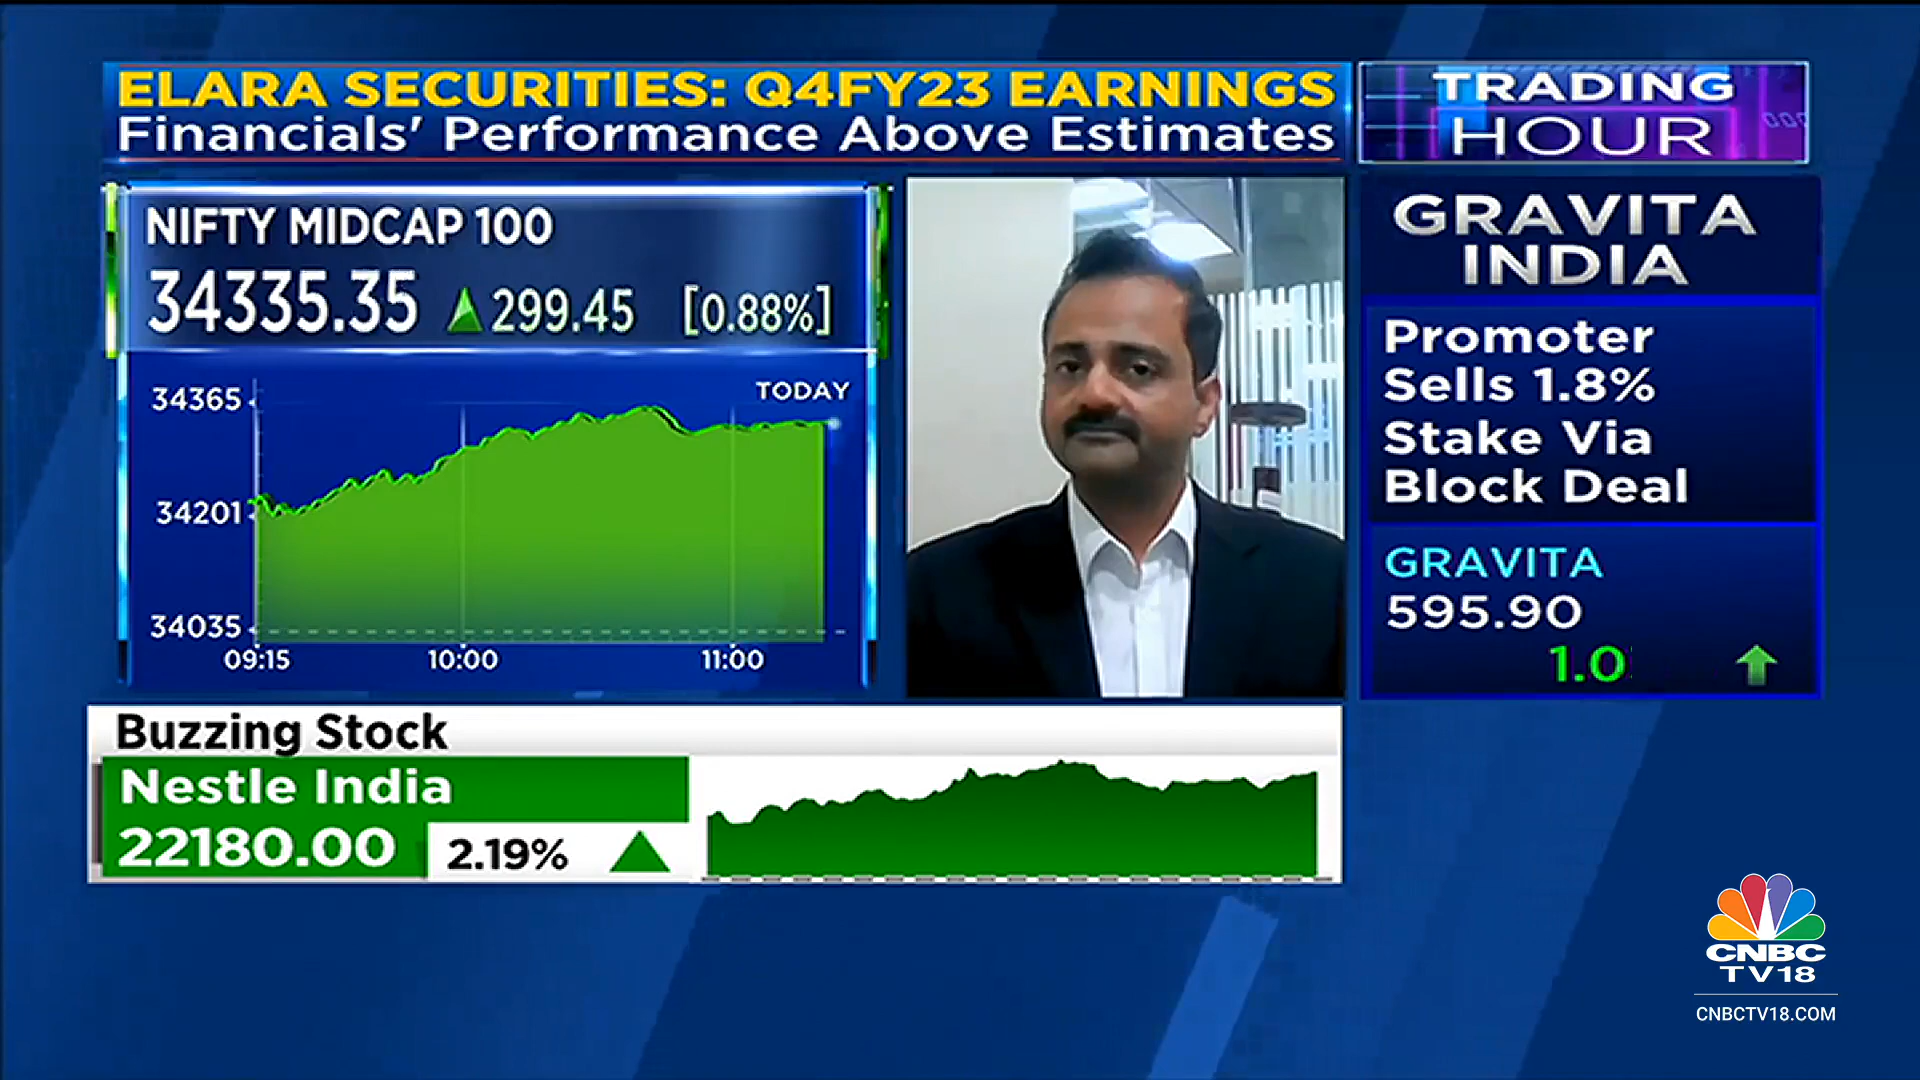 ELARA SECURITIES: Q4FY23 EARNINGS
Financials' Performance Above Estimates
TRADING
HOUR
NIFTY MIDCAP 100
34335.35 ▲ 299.45 [0.88%]
TODAY
34365
34201
34035
09:15 10:00 11:00
GRAVITA
INDIA
Promoter
Sells 1.8%
Stake Via
Block Deal
GRAVITA
595.90
1.0
Buzzing Stock
Nestle India
22180.00 2.19%
CNBC
TV18
CNBCTV18.COM